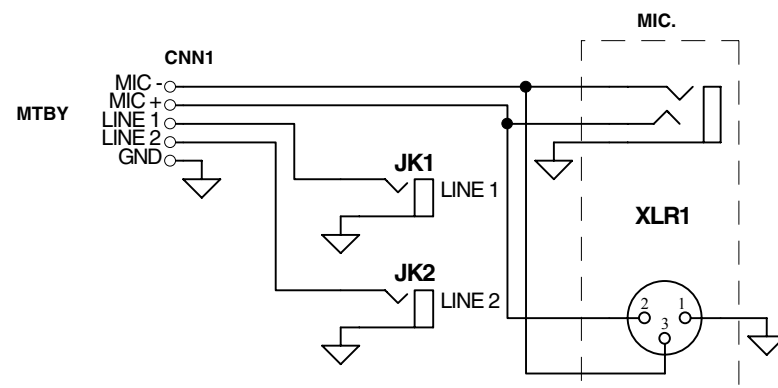 MIC.
CNN1
MTBY
MIC -
MIC +
LINE 1
LINE 2
GND
JK1
LINE 1
XLR1
JK2
LINE 2
2
1
3